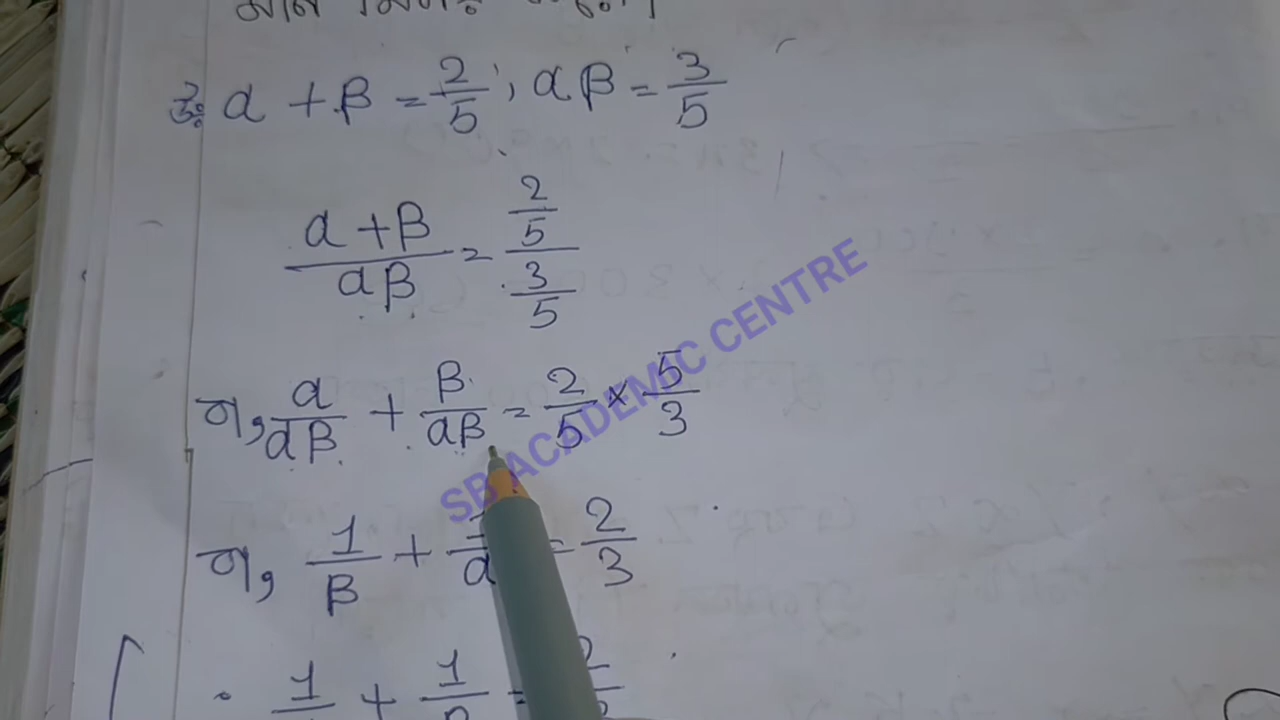 উঃ α + β = 2/5 , αβ = 3/5
(α + β)/(αβ) = (2/5)/(3/5)
বা, α/(αβ) + β/(αβ) = 2/5 × 5/3
SB ACADEMIC CENTRE
বা, 1/β + 1/α = 2/3